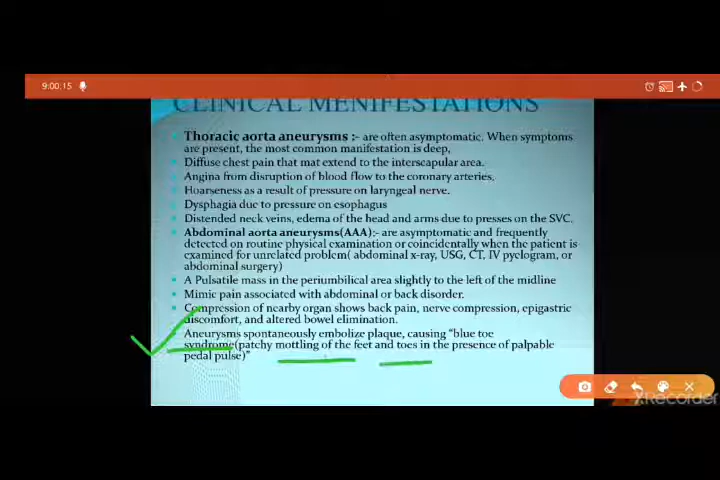 9:00:15
CLINICAL MENIFESTATIONS
Thoracic aorta aneurysms :- are often asymptomatic. When symptoms
are present, the most common manifestation is deep,
Diffuse chest pain that mat extend to the interscapular area.
Angina from disruption of blood flow to the coronary arteries.
Hoarseness as a result of pressure on laryngeal nerve.
Dysphagia due to pressure on esophagus
Distended neck veins, edema of the head and arms due to presses on the SVC.
Abdominal aorta aneurysms(AAA):- are asymptomatic and frequently
detected on routine physical examination or coincidentally when the patient is
examined for unrelated problem( abdominal x-ray, USG, CT, IV pyelogram, or
abdominal surgery)
A Pulsatile mass in the periumbilical area slightly to the left of the midline
Mimic pain associated with abdominal or back disorder.
Compression of nearby organ shows back pain, nerve compression, epigastric
discomfort, and altered bowel elimination.
Aneurysms spontaneously embolize plaque, causing "blue toe
syndrome(patchy mottling of the feet and toes in the presence of palpable
pedal pulse)"
XRecorder